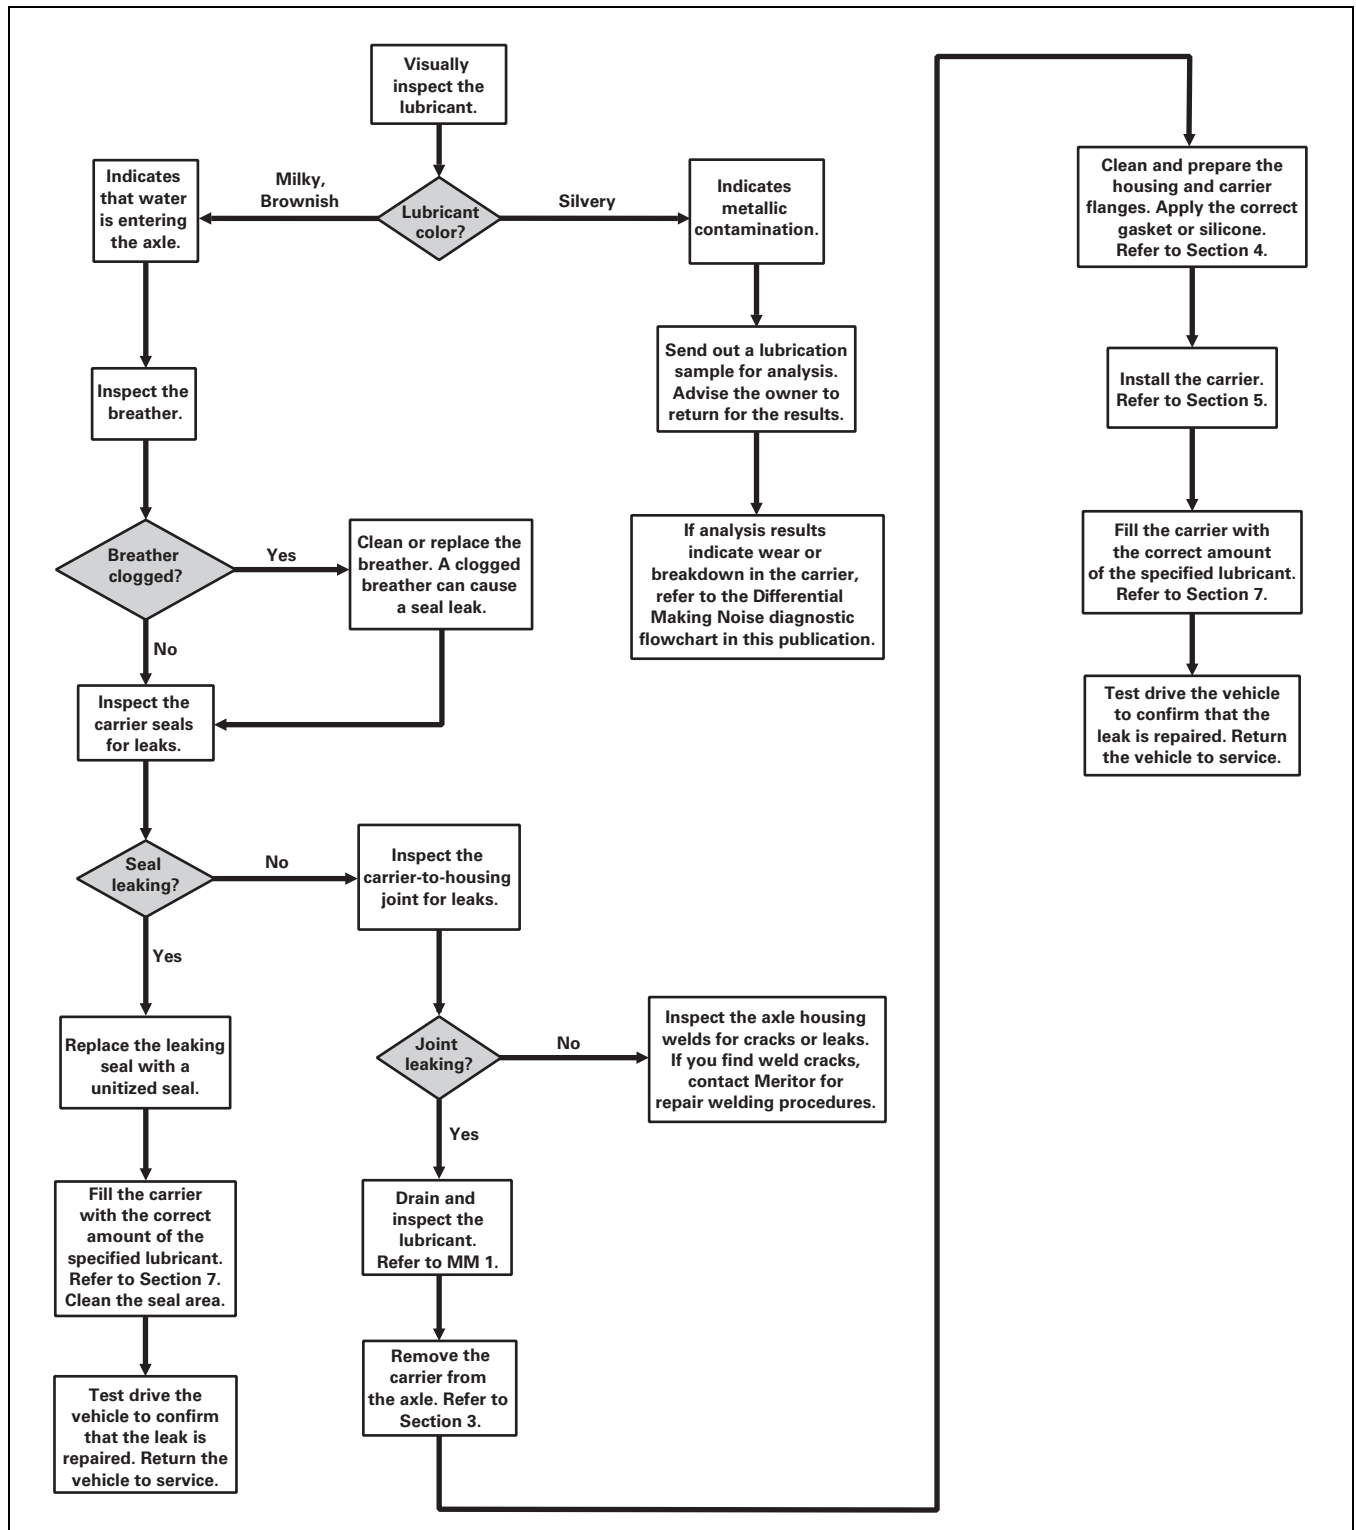 Visually
inspect the
lubricant.
Lubricant
color?
Milky,
Brownish
Indicates
that water
is entering
the axle.
Inspect the
breather.
Breather
clogged?
Yes
Clean or replace the
breather. A clogged
breather can cause
a seal leak.
No
Inspect the
carrier seals
for leaks.
Seal
leaking?
Yes
Replace the leaking
seal with a
unitized seal.
Fill the carrier
with the correct
amount of the
specified lubricant.
Refer to Section 7.
Clean the seal area.
Test drive the
vehicle to confirm
that the leak is
repaired. Return the
vehicle to service.
No
Inspect the
carrier-to-housing
joint for leaks.
Joint
leaking?
No
Inspect the axle housing
welds for cracks or leaks.
If you find weld cracks,
contact Meritor for
repair welding procedures.
Yes
Drain and
inspect the
lubricant.
Refer to MM 1.
Remove the
carrier from
the axle. Refer to
Section 3.
Silvery
Indicates
metallic
contamination.
Send out a lubrication
sample for analysis.
Advise the owner to
return for the results.
If analysis results
indicate wear or
breakdown in the carrier,
refer to the Differential
Making Noise diagnostic
flowchart in this publication.
Clean and prepare the
housing and carrier
flanges. Apply the correct
gasket or silicone.
Refer to Section 4.
Install the carrier.
Refer to Section 5.
Fill the carrier with
the correct amount
of the specified lubricant.
Refer to Section 7.
Test drive the vehicle
to confirm that the
leak is repaired. Return
the vehicle to service.